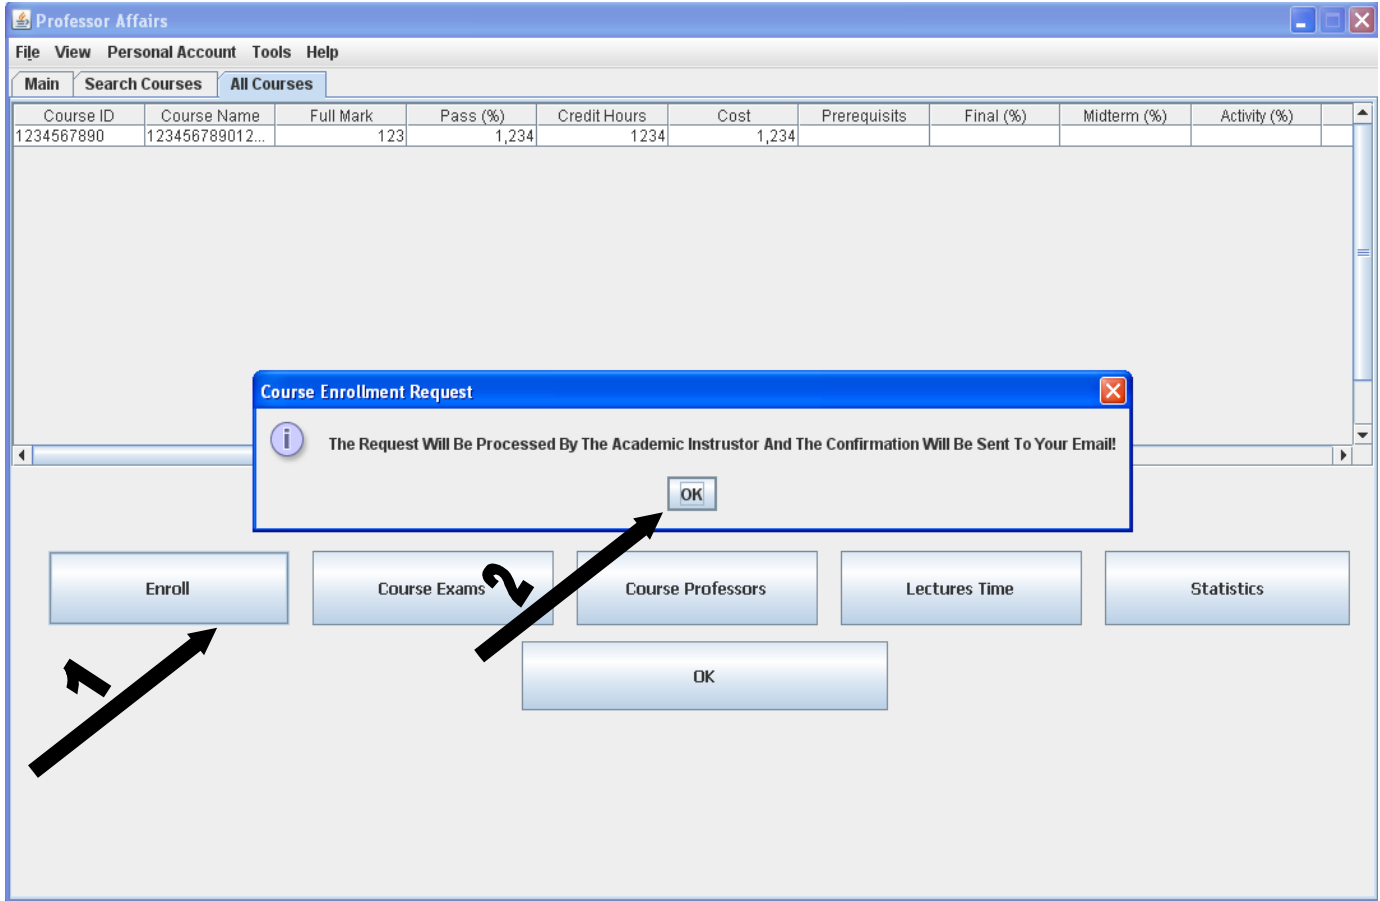 Professor Affairs
File View Personal Account Tools Help
Main Search Courses All Courses
Course ID Course Name Full Mark Pass (%) Credit Hours Cost Prerequisits Final (%) Midterm (%) Activity (%)
1234567890 123456789012... 123 1,234 1234 1,234
Course Enrollment Request
The Request Will Be Processed By The Academic Instrustor And The Confirmation Will Be Sent To Your Email!
OK
Enroll Course Exams Course Professors Lectures Time Statistics
2
1
OK